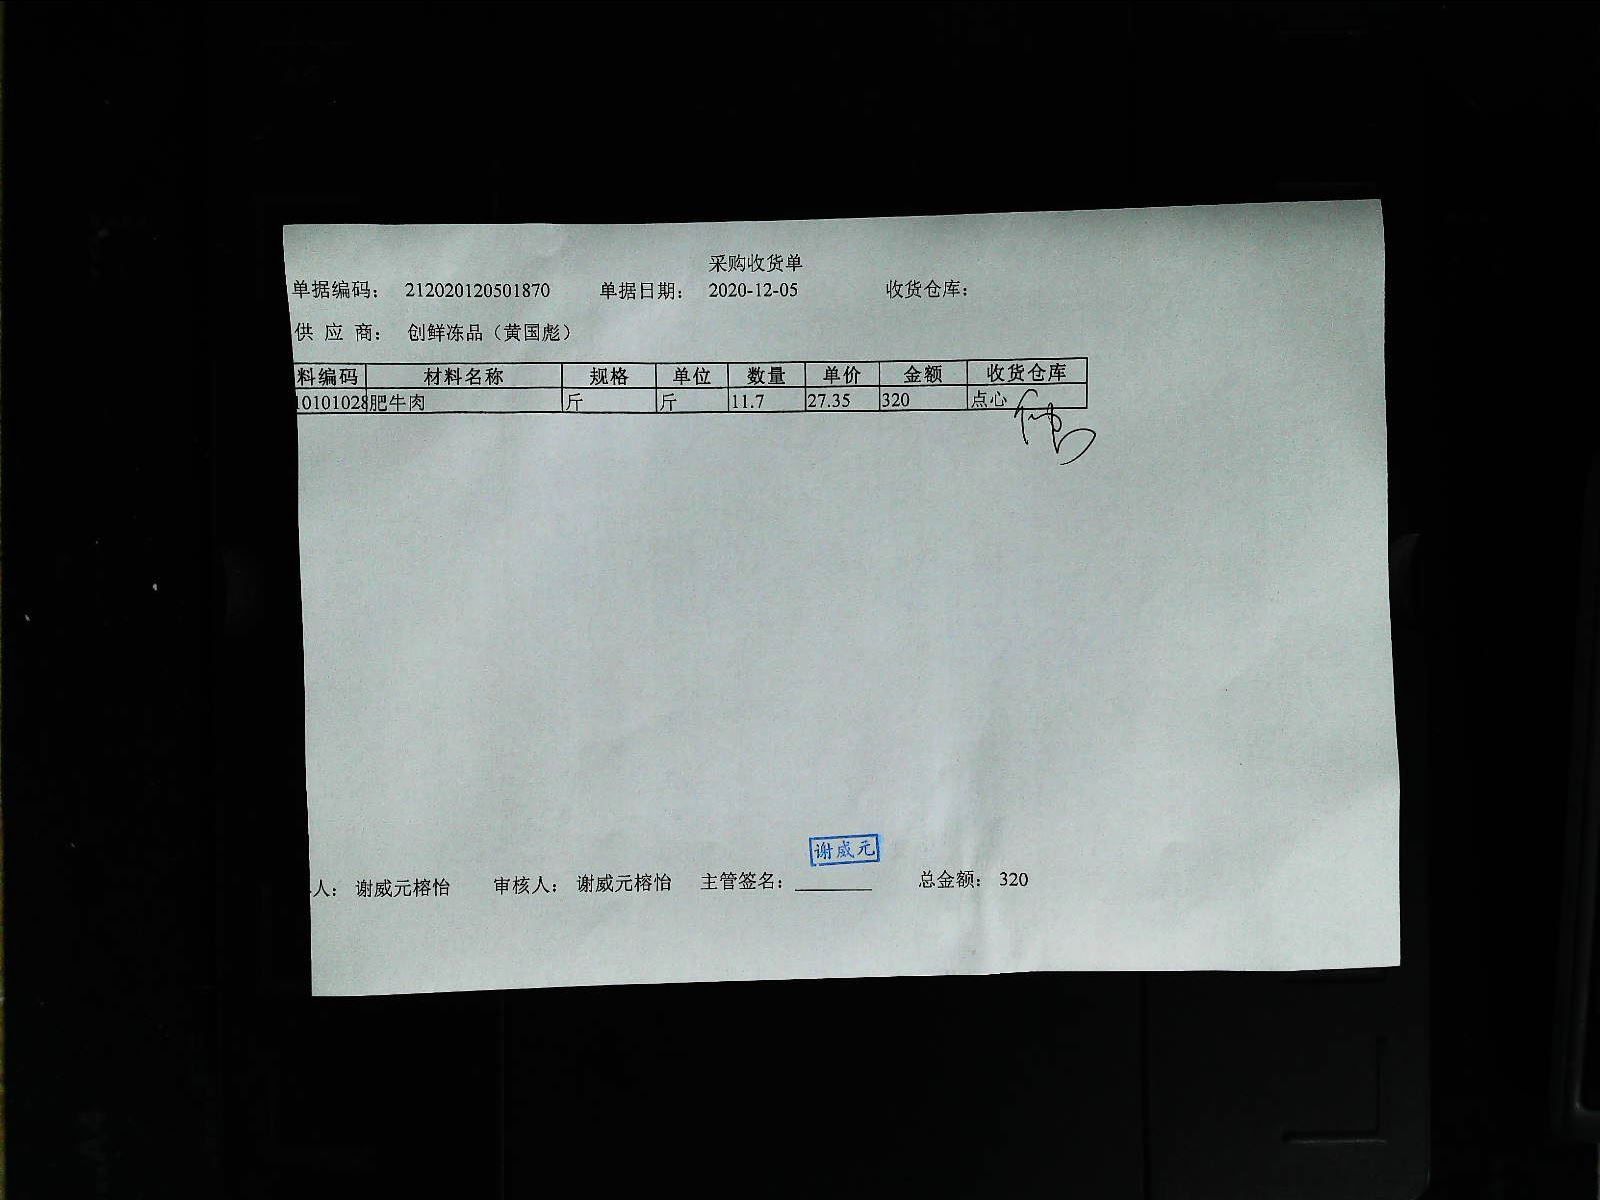 采购收货单
单据编码： 212020120501870 单据日期： 2020-12-05 收货仓库：
供 应 商： 创鲜冻品（黄国彪）
料编码 材料名称 规格 单位 数量 单价 金额 收货仓库
10101028 肥牛肉 斤 斤 11.7 27.35 320 点心
谢威元
人： 谢威元榕怡 审核人： 谢威元榕怡 主管签名： 总金额： 320